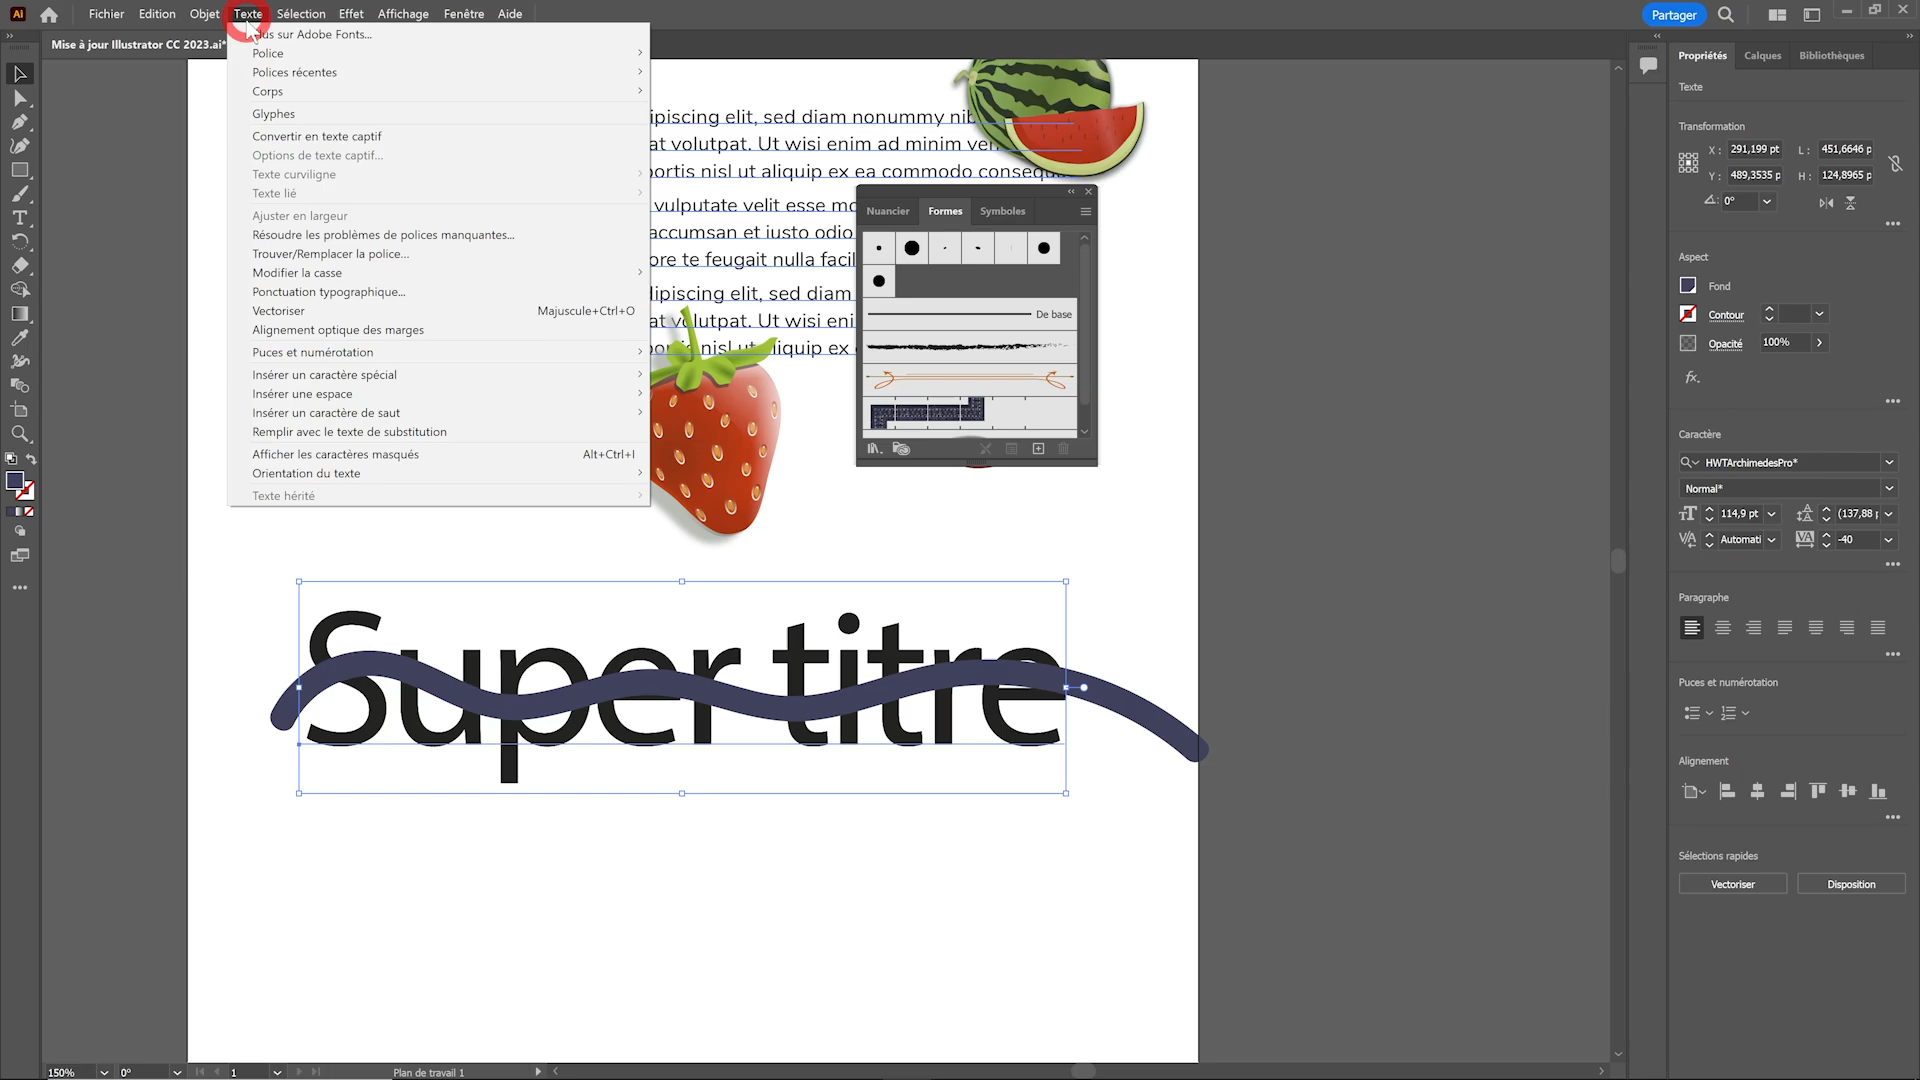 Ai
Fichier Edition Objet Texte Sélection Effet Affichage Fenêtre Aide
Partager
Mise à jour Illustrator CC 2023.ai*
sur Adobe Fonts...
Police
Polices récentes
Corps
Glyphes
Convertir en texte captif
Options de texte captif...
Texte curviligne
Texte lié
Ajuster en largeur
Résoudre les problèmes de polices manquantes...
Trouver/Remplacer la police...
Modifier la casse
Ponctuation typographique...
Vectoriser Majuscule+Ctrl+O
Alignement optique des marges
Puces et numérotation
Insérer un caractère spécial
Insérer une espace
Insérer un caractère de saut
Remplir avec le texte de substitution
Afficher les caractères masqués Alt+Ctrl+I
Orientation du texte
Texte hérité
ipiscing elit, sed diam nonummy nib
at volutpat. Ut wisi enim ad minim ven
ortis nisl ut aliquip ex ea commodo consequ
vulputate velit esse mo
accumsan et iusto odio
ore te feugait nulla facil
lipiscing elit, sed diam
at volutpat. Ut wisi eni
nisl ut aliquip ex
Nuancier Formes Symboles
De base
Super titre
Propriétés Calques Bibliothèques
Texte
Transformation
X : 291,199 pt L : 451,6646 p
Y : 489,3535 p H : 124,8965 p
0°
Aspect
Fond
Contour
Opacité 100%
fx.
Caractère
HWTArchimedesPro*
Normal*
114,9 pt (137,88
Automati -40
Paragraphe
Puces et numérotation
Alignement
Sélections rapides
Vectoriser Disposition
150% 0° 1 Plan de travail 1